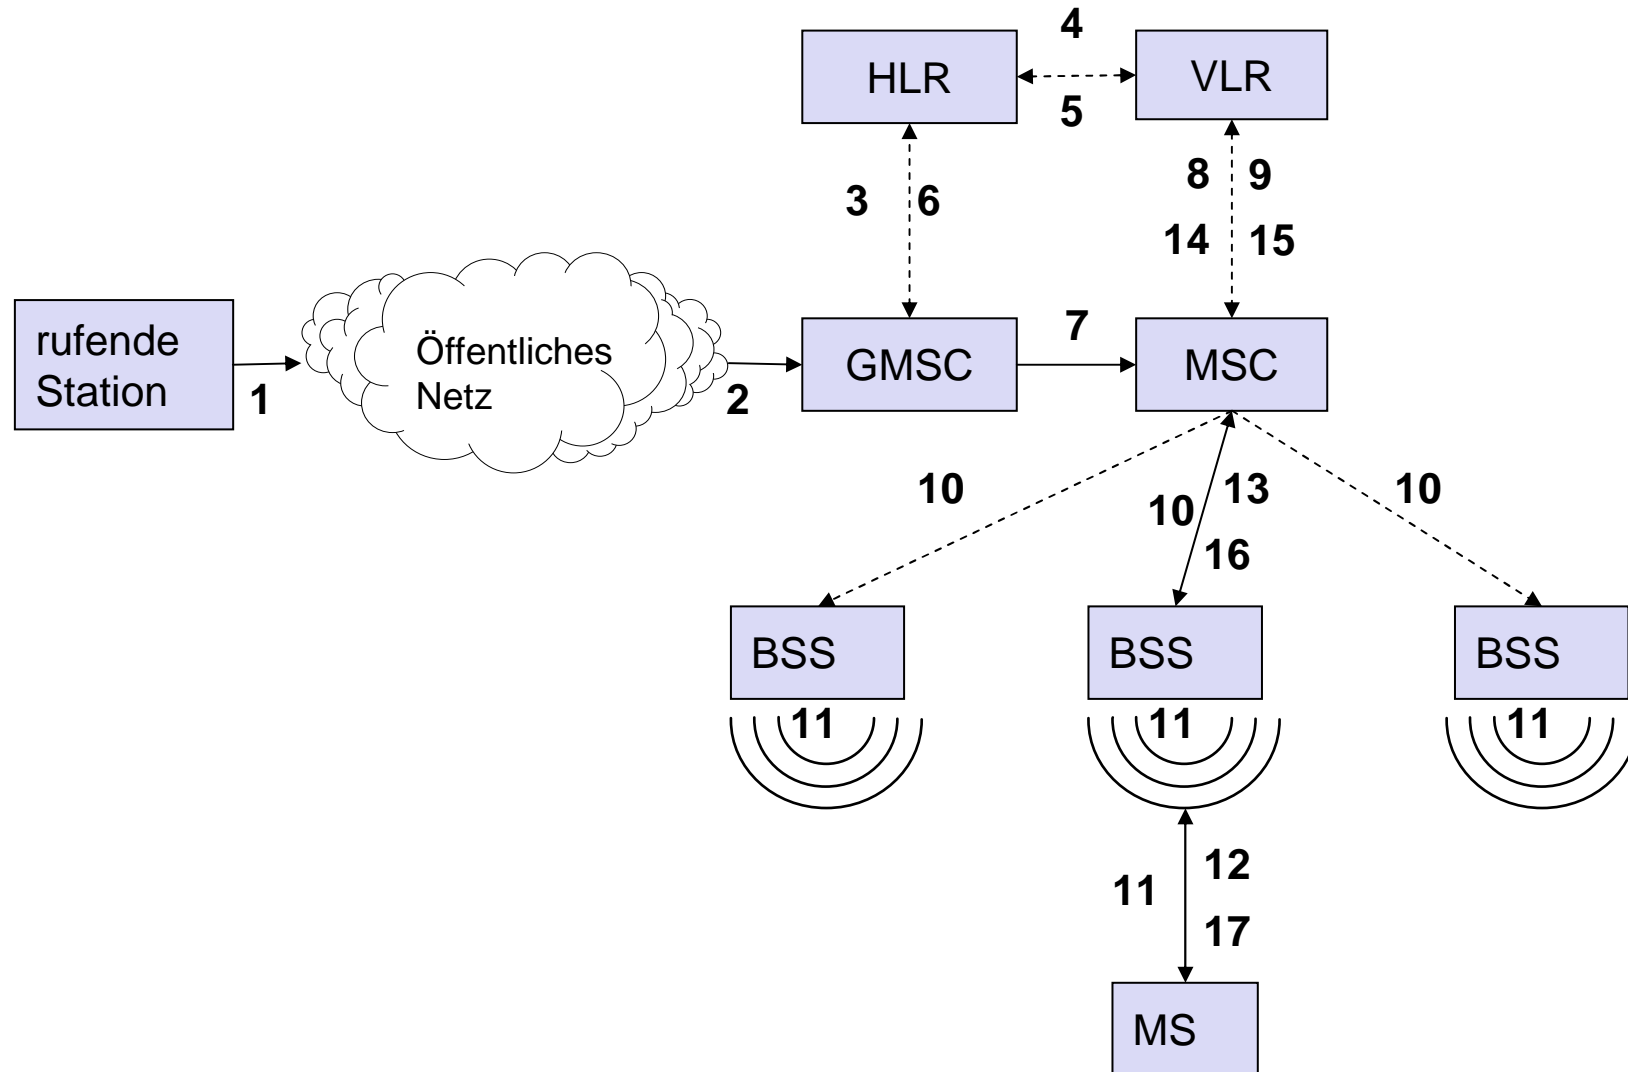 4
HLR
VLR
5
8 9
3 6
14 15
rufende
Station
1
Öffentliches
Netz
2
GMSC
7
MSC
10
10
13
16
10
BSS
BSS
BSS
11
11
11
11
12
17
MS